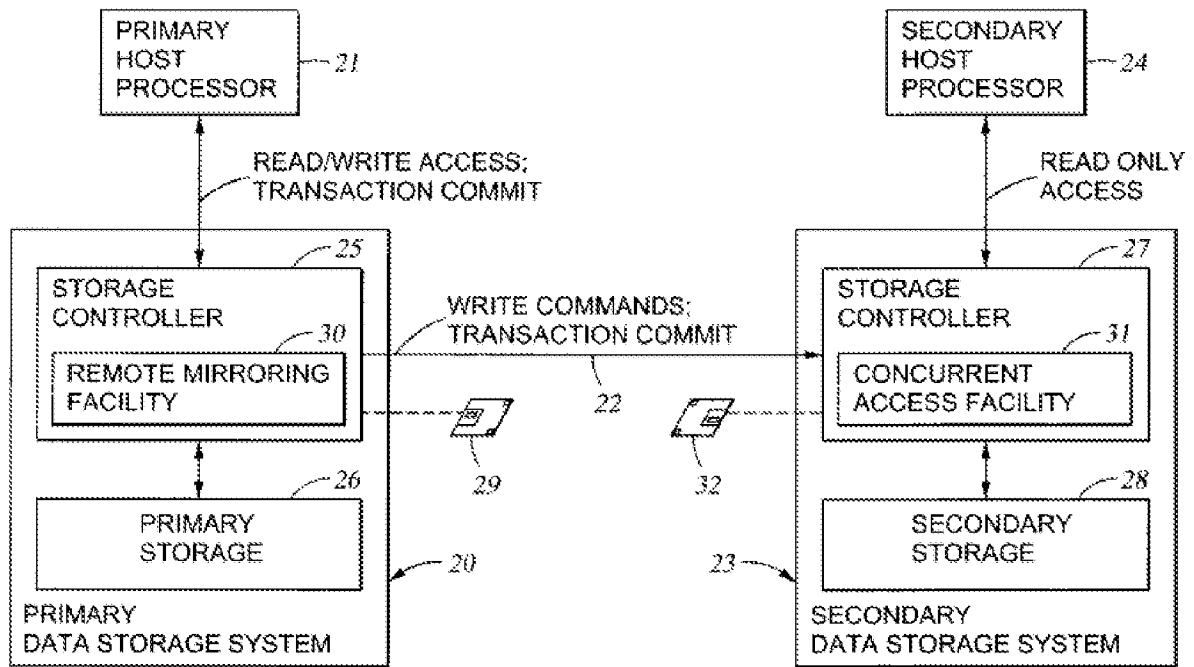 PRIMARY
HOST
PROCESSOR
21
SECONDARY
HOST
PROCESSOR
24
READ/WRITE ACCESS;
TRANSACTION COMMIT
READ ONLY
ACCESS
25
STORAGE
CONTROLLER
30
REMOTE MIRRORING
FACILITY
WRITE COMMANDS;
TRANSACTION COMMIT
22
27
STORAGE
CONTROLLER
31
CONCURRENT
ACCESS FACILITY
29
32
26
PRIMARY
STORAGE
20
PRIMARY
DATA STORAGE SYSTEM
28
SECONDARY
STORAGE
23
SECONDARY
DATA STORAGE SYSTEM